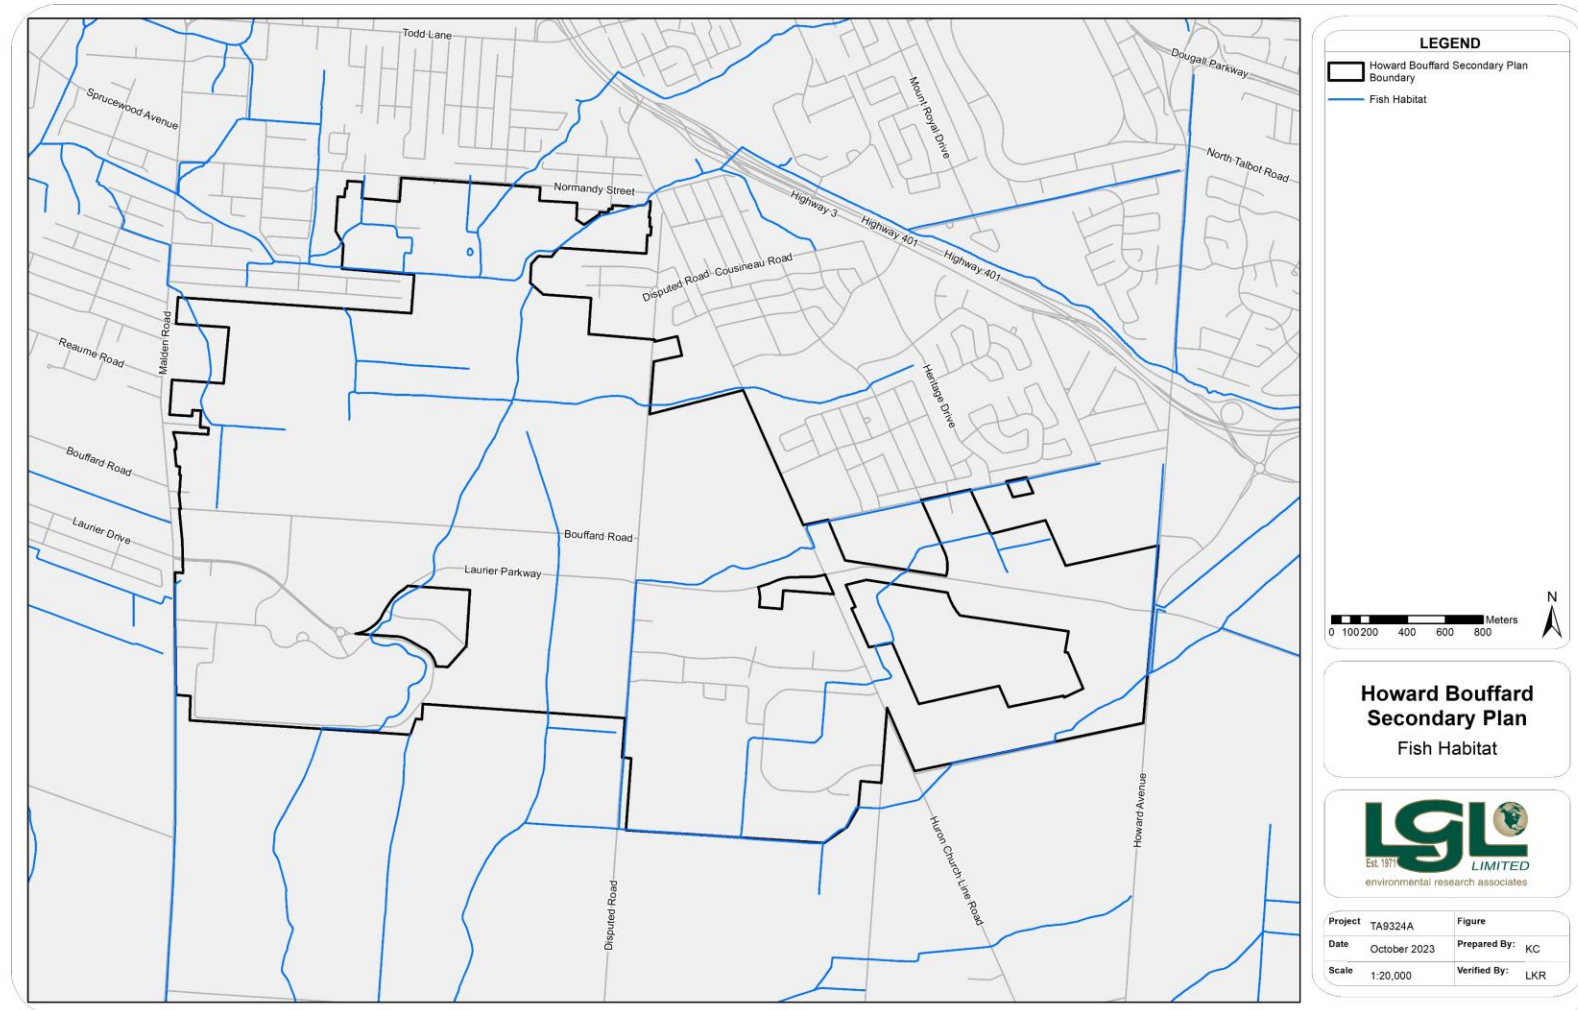 Todd Lane
Dougall Parkway
Sprucewood Avenue
Mount Royal Drive
North Talbot Road
Normandy Street
Highway 3
Highway 401
Highway 401
Disputed Road
Cousineau Road
Malden Road
Reaume Road
Heritage Drive
Bouffard Road
Laurier Drive
Bouffard Road
Laurier Parkway
Howard Avenue
Huron Church Line Road
Disputed Road
LEGEND
Howard Bouffard Secondary Plan
Boundary
Fish Habitat
N
Meters
0 100 200 400 600 800
Howard Bouffard
Secondary Plan
Fish Habitat
LGL
Est. 1971
LIMITED
environmental research associates
Project TA9324A Figure
Date October 2023 Prepared By: KC
Scale 1:20,000 Verified By: LKR